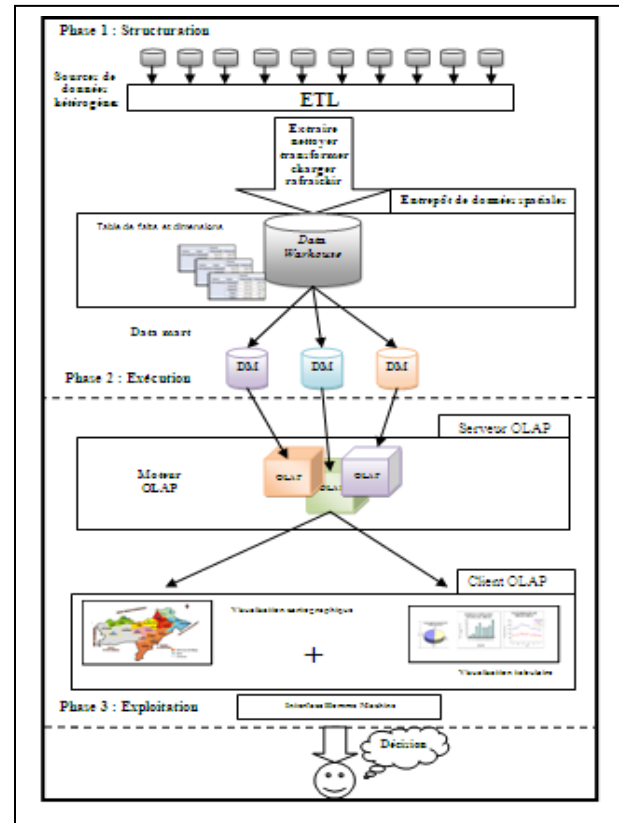 Phase 1 : Structuration
Sources de
données
hétérogène
ETL
Extraire
nettoyer
transformer
charger
rafraichir
Entrepôt de données spatiales
Table de faits et dimensions
Data
Warhouse
Data mart
DM
DM
DM
Phase 2 : Exécution
Serveur OLAP
Moteur
OLAP
OLAP
OLAP
OLAP
Client OLAP
Visualisation cartographique
+
Visualisation tabulaire
Phase 3 : Exploitation
Interface Homme Machine
Décision